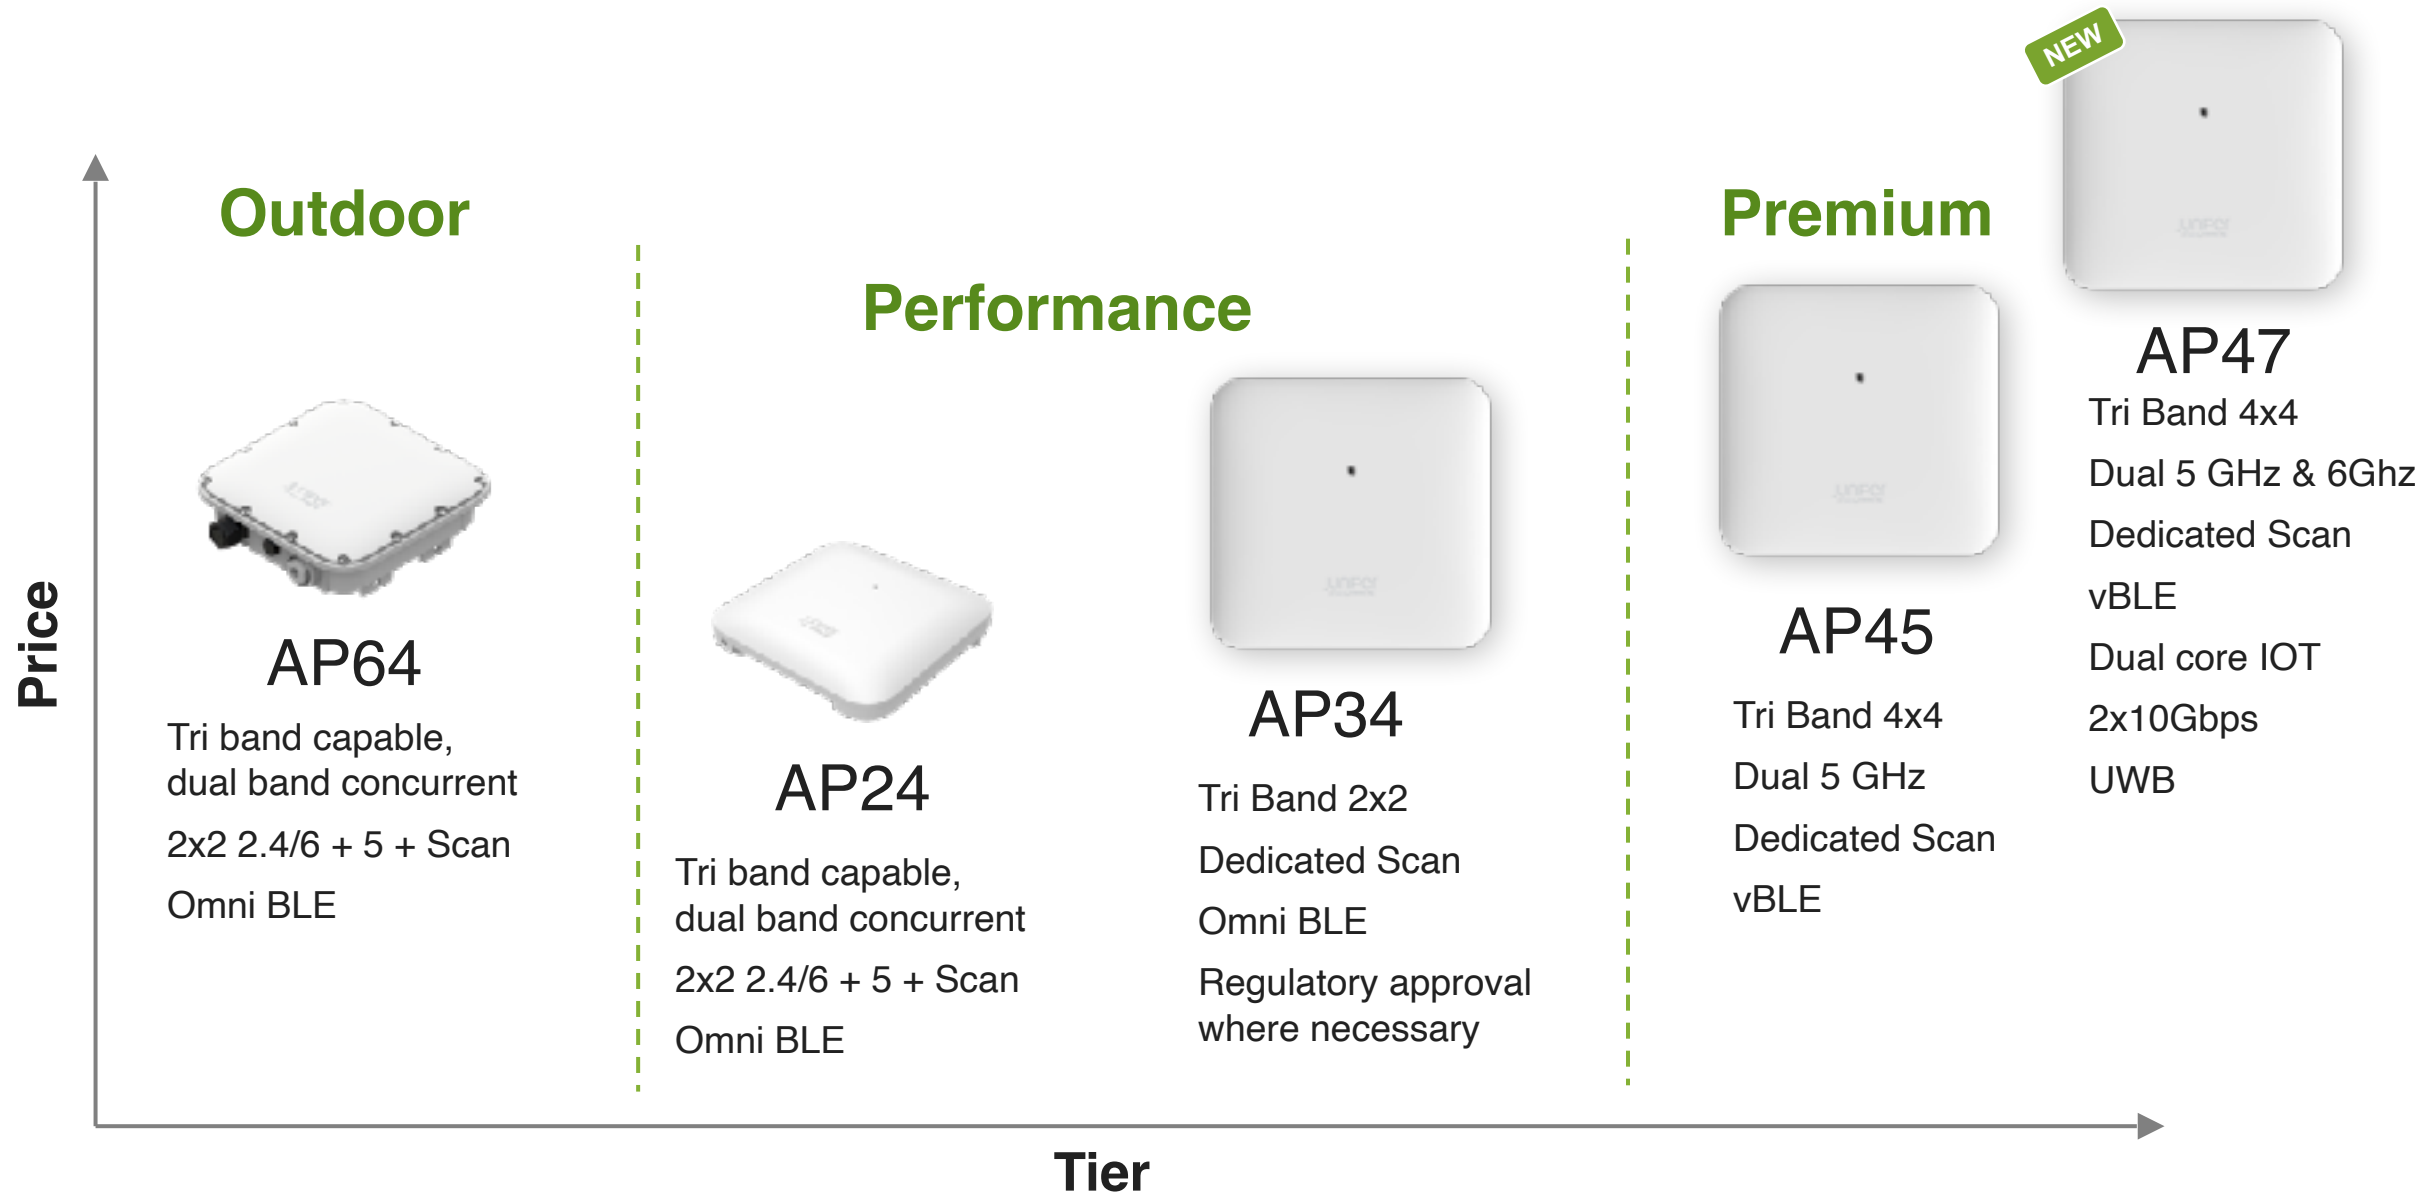 NEW
Outdoor
Premium
Performance
AP64
Tri band capable,
dual band concurrent
2x2 2.4/6 + 5 + Scan
Omni BLE
AP24
Tri band capable,
dual band concurrent
2x2 2.4/6 + 5 + Scan
Omni BLE
AP34
Tri Band 2x2
Dedicated Scan
Omni BLE
Regulatory approval
where necessary
AP45
Tri Band 4x4
Dual 5 GHz
Dedicated Scan
vBLE
AP47
Tri Band 4x4
Dual 5 GHz & 6Ghz
Dedicated Scan
vBLE
Dual core IOT
2x10Gbps
UWB
Price
Tier